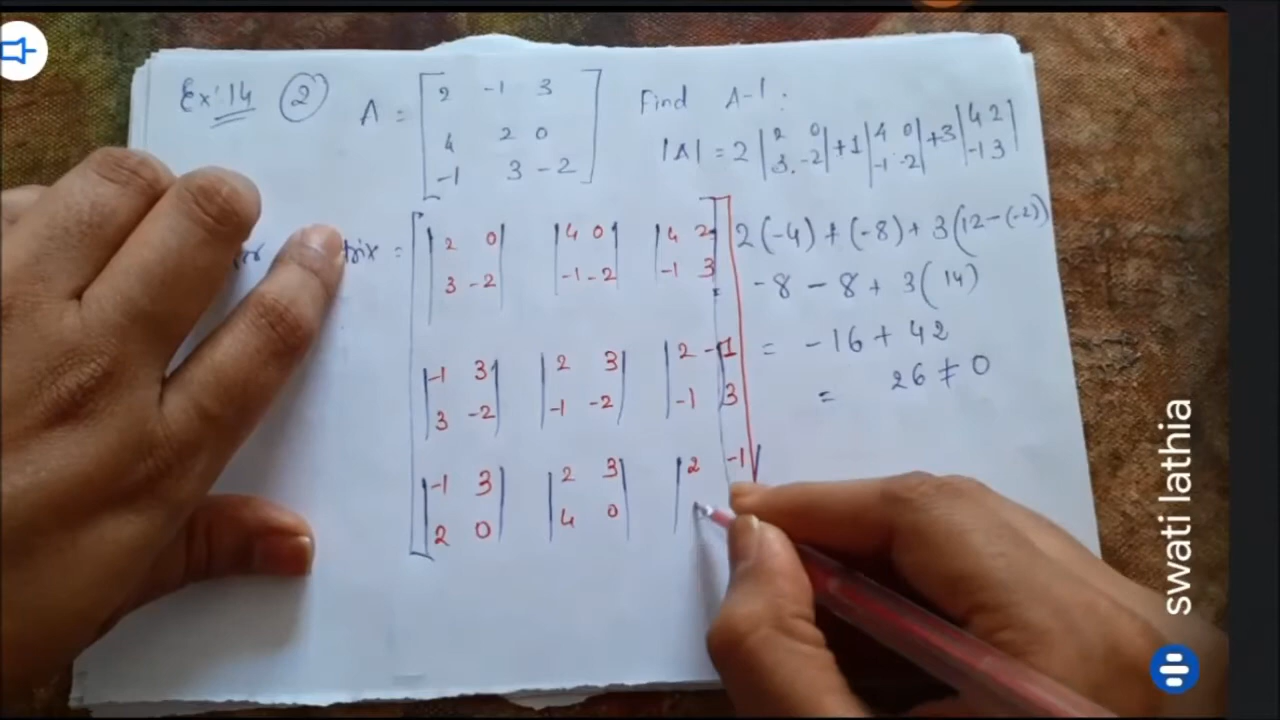 Ex:14 (2) A = [2 -1 3 Find A-1 :
4 2 0
-1 3 -2] |A| = 2 |2 0 3. -2| + 1 |4 0 -1 -2| + 3 |4 2 -1 3|
trix = [ |2 0 |4 0 |4 2 2(-4) + (-8) + 3(12-(-2))
3 -2| -1 -2| -1 3| -8 - 8 + 3(14)
|-1 3 |2 3 |2 -1 = -16 + 42
3 -2| -1 -2| -1 3| = 26 ≠ 0
|-1 3 |2 3 |2 -1|
2 0| 4 0|
swati lathia